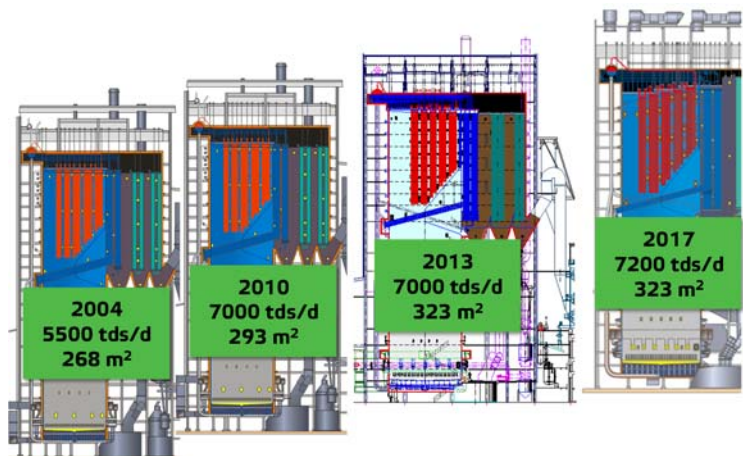 2004
5500 tds/d
268 m²
2010
7000 tds/d
293 m²
2013
7000 tds/d
323 m²
2017
7200 tds/d
323 m²